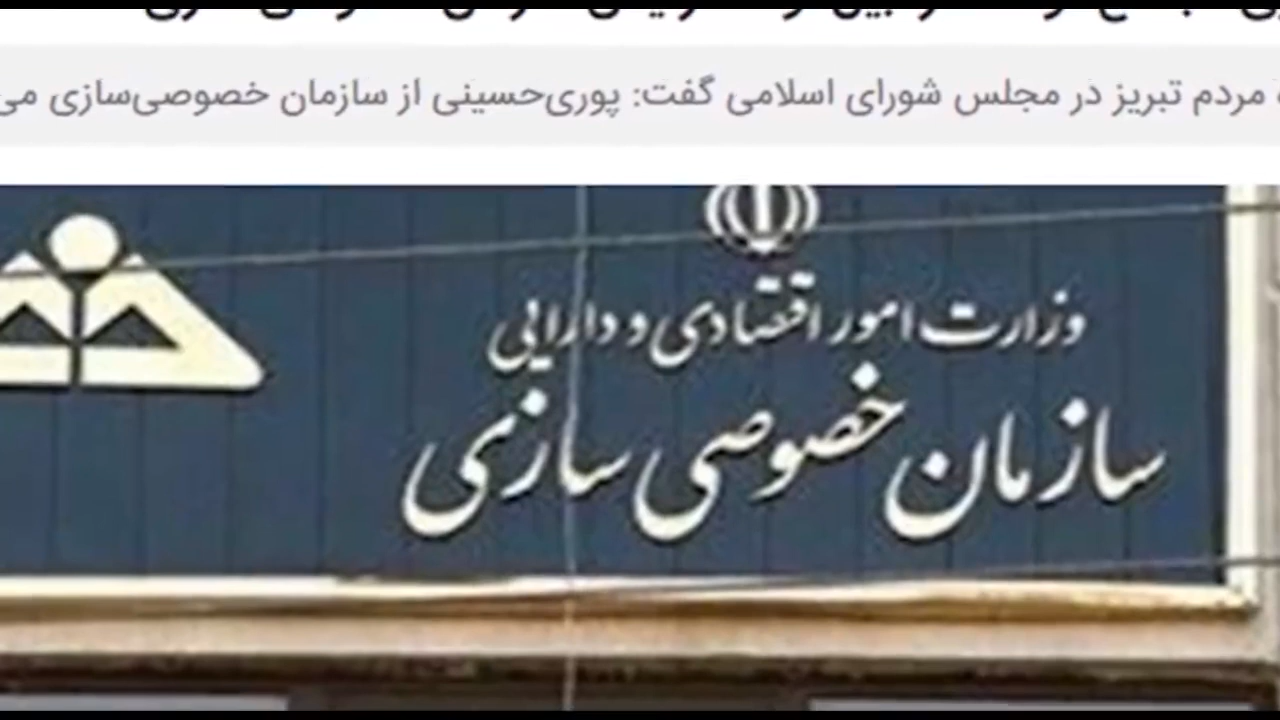 مردم تبریز در مجلس شورای اسلامی گفت: پوری‌حسینی از سازمان خصوصی‌سازی می
وزارت امور اقتصادی و دارایی
سازمان خصوصی سازی